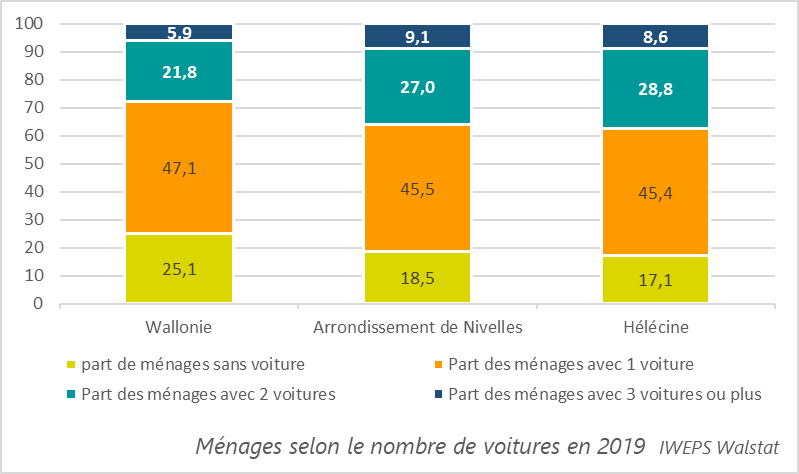 100
90
80
70
60
50
40
30
20
10
0
5,9
9,1
8,6
21,8
27,0
28,8
47,1
45,5
45,4
25,1
18,5
17,1
Wallonie
Arrondissement de Nivelles
Hélécine
part de ménages sans voiture
Part des ménages avec 1 voiture
Part des ménages avec 2 voitures
Part des ménages avec 3 voitures ou plus
Ménages selon le nombre de voitures en 2019 IWEPS Walstat